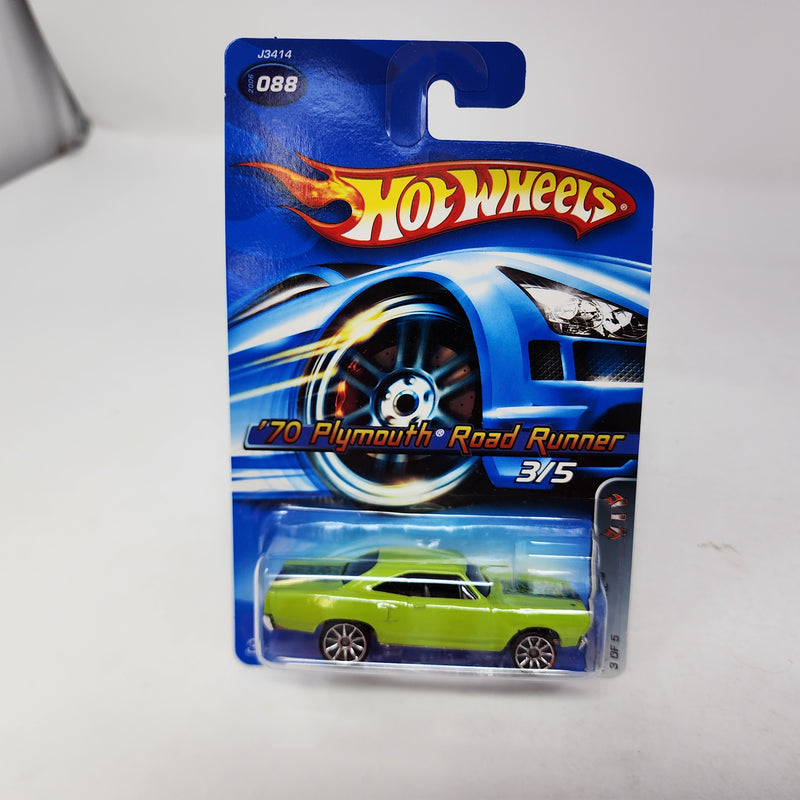 J3414
2006
088
HOT WHEELS®
'70 Plymouth® Road Runner
3/5
3 OF 5